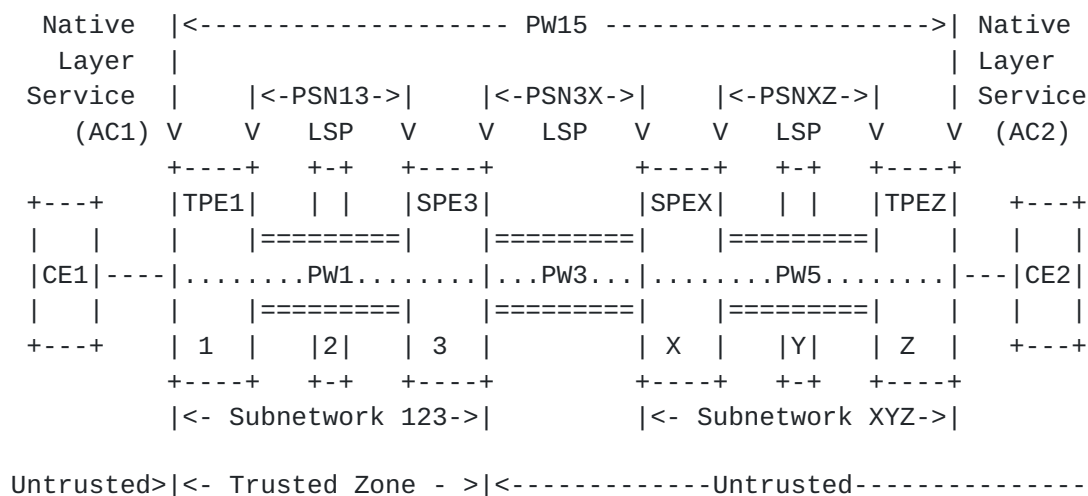 Native  |<-------------------- PW15 --------------------->| Native
    Layer  |                                                 | Layer
  Service  |    |<-PSN13->|    |<-PSN3X->|    |<-PSNXZ->|    | Service
     (AC1) V    V   LSP   V    V   LSP   V    V   LSP   V    V  (AC2)
           +----+   +-+   +----+         +----+   +-+   +----+
  +---+    |TPE1|   | |   |SPE3|         |SPEX|   | |   |TPEZ|   +---+
  |   |    |    |=========|    |=========|    |=========|    |   |   |
  |CE1|----|........PW1........|...PW3...|........PW5........|---|CE2|
  |   |    |    |=========|    |=========|    |=========|    |   |   |
  +---+    | 1  |   |2|   | 3  |         | X  |   |Y|   | Z  |   +---+
           +----+   +-+   +----+         +----+   +-+   +----+
           |<- Subnetwork 123->|         |<- Subnetwork XYZ->|

 Untrusted>|<- Trusted Zone - >|<-------------Untrusted---------------